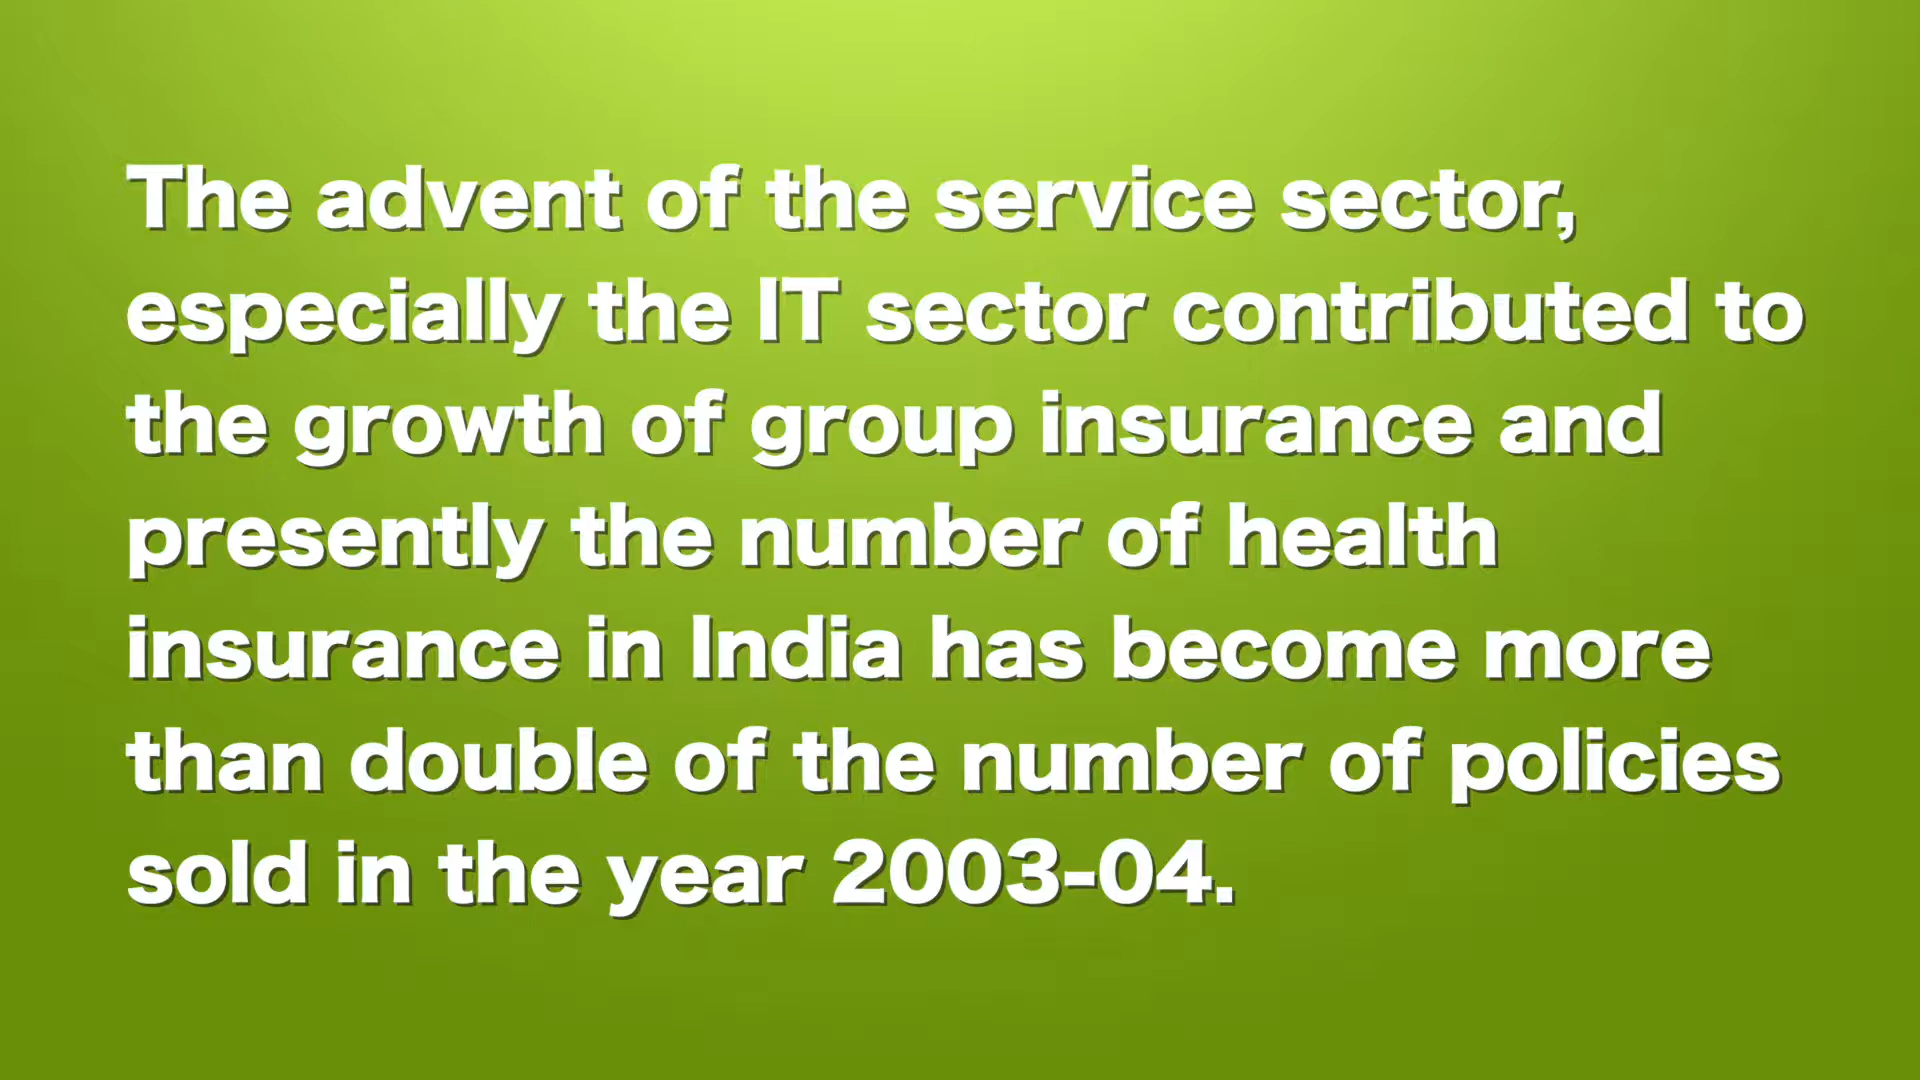 The advent of the service sector,
especially the IT sector contributed to
the growth of group insurance and
presently the number of health
insurance in India has become more
than double of the number of policies
sold in the year 2003-04.